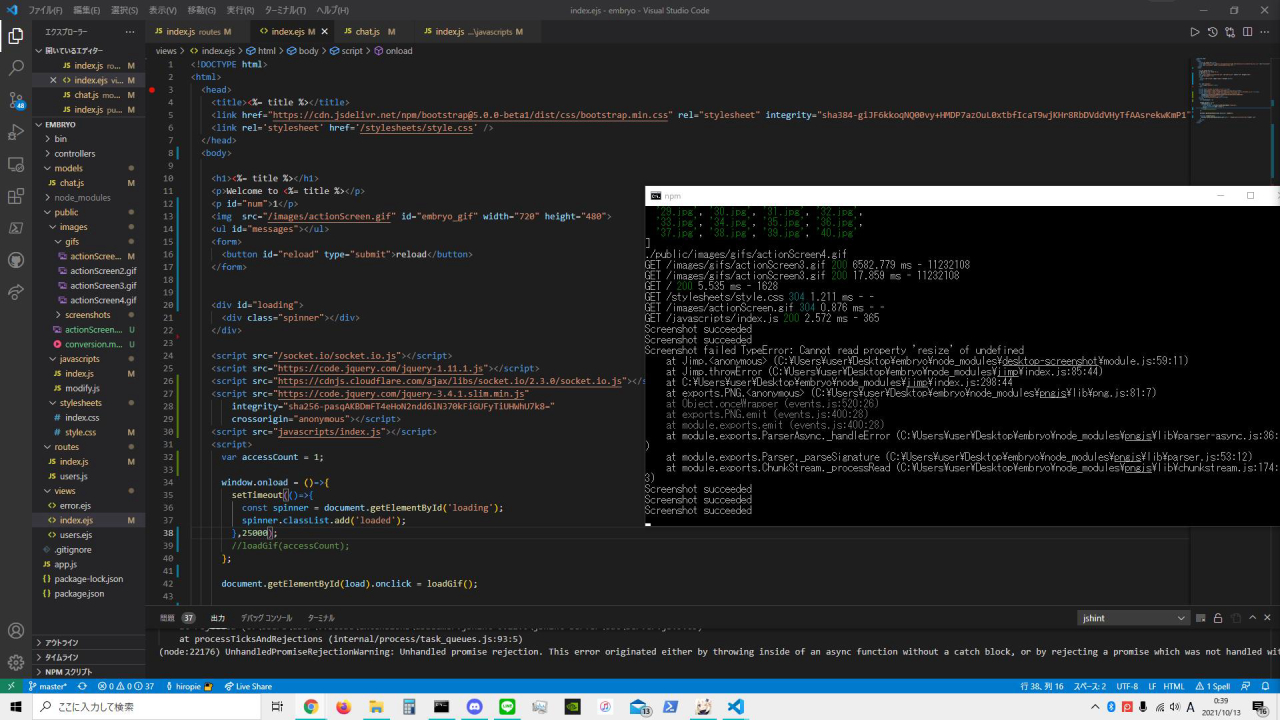 ファイル(F) 編集(E) 選択(S) 表示(V) 移動(G) 実行(R) ターミナル(T) ヘルプ(H)
index.ejs - embryo - Visual Studio Code
エクスプローラー
開いているエディター
index.js ro... M
index.ejs vi... M
chat.js mo... M
index.js pu... M
EMBRYO
bin
controllers
models
chat.js M
node_modules
public
images
gifs
actionScree... M
actionScreen2.gif
actionScreen3.gif
actionScreen4.gif
screenshots
actionScreen... U
conversion.m... U
javascripts
index.js M
modify.js
stylesheets
index.css
style.css M
routes
index.js M
users.js
views
error.ejs
index.ejs M
users.ejs
.gitignore
app.js
package-lock.json
package.json
アウトライン
タイムライン
NPM スクリプト
index.js routes M
index.ejs M
chat.js M
index.js ...\javascripts M
views > index.ejs > html > body > script > onload
1 <!DOCTYPE html>
2 <html>
3 <head>
4 <title><%= title %></title>
5 <link href="https://cdn.jsdelivr.net/npm/bootstrap@5.0.0-beta1/dist/css/bootstrap.min.css" rel="stylesheet" integrity="sha384-giJF6kkoqNQ00vy+HMDP7azOuL0xtbfIcaT9wjKHr8RbDVddVHyTfAAsrekwKmP1"
6 <link rel='stylesheet' href='/stylesheets/style.css' />
7 </head>
8 <body>
9
10 <h1><%= title %></h1>
11 <p>Welcome to <%= title %></p>
12 <p id="num">1</p>
13 <img src="/images/actionScreen.gif" id="embryo_gif" width="720" height="480">
14 <ul id="messages"></ul>
15 <form>
16 <button id="reload" type="submit">reload</button>
17 </form>
18
19
20 <div id="loading">
21 <div class="spinner"></div>
22 </div>
23
24 <script src="/socket.io/socket.io.js"></script>
25 <script src="https://code.jquery.com/jquery-1.11.1.js"></script>
26 <script src="https://cdnjs.cloudflare.com/ajax/libs/socket.io/2.3.0/socket.io.js"></s
27 <script src="https://code.jquery.com/jquery-3.4.1.slim.min.js"
28 integrity="sha256-pasqAKBDmFT4eHoN2ndd6lN370kFiGUFyTiUHWhU7k8="
29 crossorigin="anonymous"></script>
30 <script src="javascripts/index.js"></script>
31 <script>
32 var accessCount = 1;
33
34 window.onload = ()=>{
35 setTimeout(()=>{
36 const spinner = document.getElementById('loading');
37 spinner.classList.add('loaded');
38 },25000);
39 //loadGif(accessCount);
40 };
41
42 document.getElementById(load).onclick = loadGif();
npm
'29.jpg', '30.jpg', '31.jpg', '32.jpg',
'33.jpg', '34.jpg', '35.jpg', '36.jpg',
'37.jpg', '38.jpg', '39.jpg', '40.jpg'
]
./public/images/gifs/actionScreen4.gif
GET /images/gifs/actionScreen3.gif 200 6582.779 ms - 11232108
GET /images/gifs/actionScreen3.gif 200 17.859 ms - 11232108
GET / 200 5.535 ms - 1628
GET /stylesheets/style.css 304 1.211 ms - -
GET /images/actionScreen.gif 304 0.876 ms - -
GET /javascripts/index.js 200 2.572 ms - 365
Screenshot succeeded
Screenshot succeeded
Screenshot failed TypeError: Cannot read property 'resize' of undefined
at Jimp.<anonymous> (C:¥Users¥user¥Desktop¥embryo¥node_modules¥desktop-screenshot¥module.js:59:11)
at Jimp.throwError (C:¥Users¥user¥Desktop¥embryo¥node_modules¥jimp¥index.js:85:44)
at C:¥Users¥user¥Desktop¥embryo¥node_modules¥jimp¥index.js:298:44
at exports.PNG.<anonymous> (C:¥Users¥user¥Desktop¥embryo¥node_modules¥pngjs¥lib¥png.js:81:7)
at Object.onceWrapper (events.js:520:26)
at exports.PNG.emit (events.js:400:28)
at module.exports.emit (events.js:400:28)
at module.exports.ParserAsync._handleError (C:¥Users¥user¥Desktop¥embryo¥node_modules¥pngjs¥lib¥parser-async.js:36:
)
at module.exports.Parser._parseSignature (C:¥Users¥user¥Desktop¥embryo¥node_modules¥pngjs¥lib¥parser.js:53:12)
at module.exports.ChunkStream._processRead (C:¥Users¥user¥Desktop¥embryo¥node_modules¥pngjs¥lib¥chunkstream.js:174:
3)
Screenshot succeeded
Screenshot succeeded
Screenshot succeeded
問題 37 出力 デバッグ コンソール ターミナル
jshint
at processTicksAndRejections (internal/process/task_queues.js:93:5)
(node:22176) UnhandledPromiseRejectionWarning: Unhandled promise rejection. This error originated either by throwing inside of an async function without a catch block, or by rejecting a promise which was not handled wit
48
master* 0 0 37 hiropie Live Share
行 38、列 16 スペース: 2 UTF-8 LF HTML 1 Spell
ここに入力して検索
13
A
0:39
2021/10/13
16